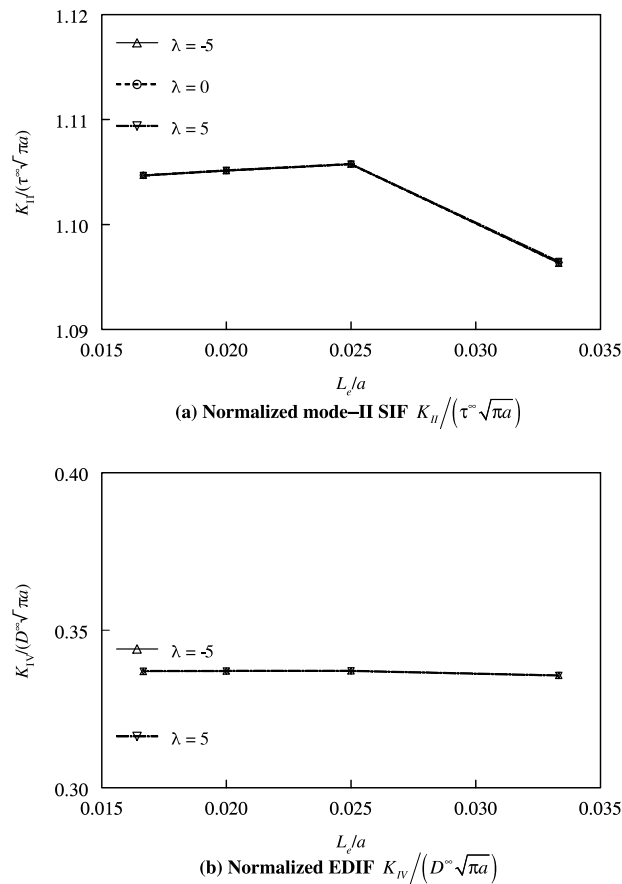 1.12
λ = -5
λ = 0
λ = 5
1.11
K_II/(τ^∞√πa)
1.10
1.09
0.015 0.020 0.025 0.030 0.035
L_e/a
(a) Normalized mode–II SIF K_II/(τ^∞√πa)
0.40
K_IV/(D^∞√πa)
0.35
λ = -5
λ = 5
0.30
0.015 0.020 0.025 0.030 0.035
L_e/a
(b) Normalized EDIF K_IV/(D^∞√πa)